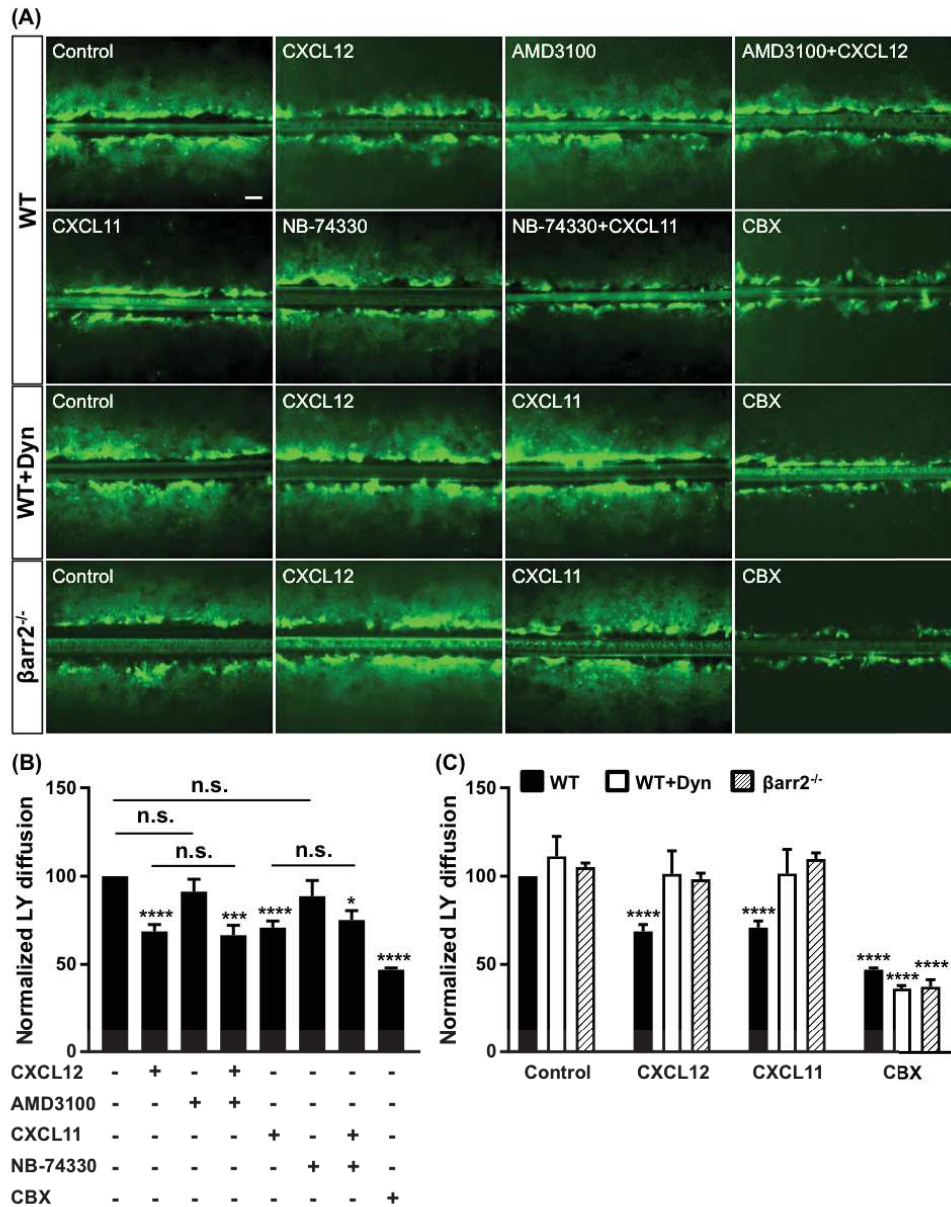 (A)
Control CXCL12 AMD3100 AMD3100+CXCL12
WT
CXCL11 NB-74330 NB-74330+CXCL11 CBX
WT+Dyn
Control CXCL12 CXCL11 CBX
βarr2-/-
Control CXCL12 CXCL11 CBX
(B)
Normalized LY diffusion
150
100
50
0
n.s.
n.s.
n.s. n.s.
**** *** **** * ****
CXCL12 - + - + - - - -
AMD3100 - - + + - - - -
CXCL11 - - - - + - + -
NB-74330 - - - - - + + -
CBX - - - - - - - +
(C)
WT WT+Dyn βarr2-/-
Normalized LY diffusion
150
100
50
0
**** **** **** **** ****
Control CXCL12 CXCL11 CBX